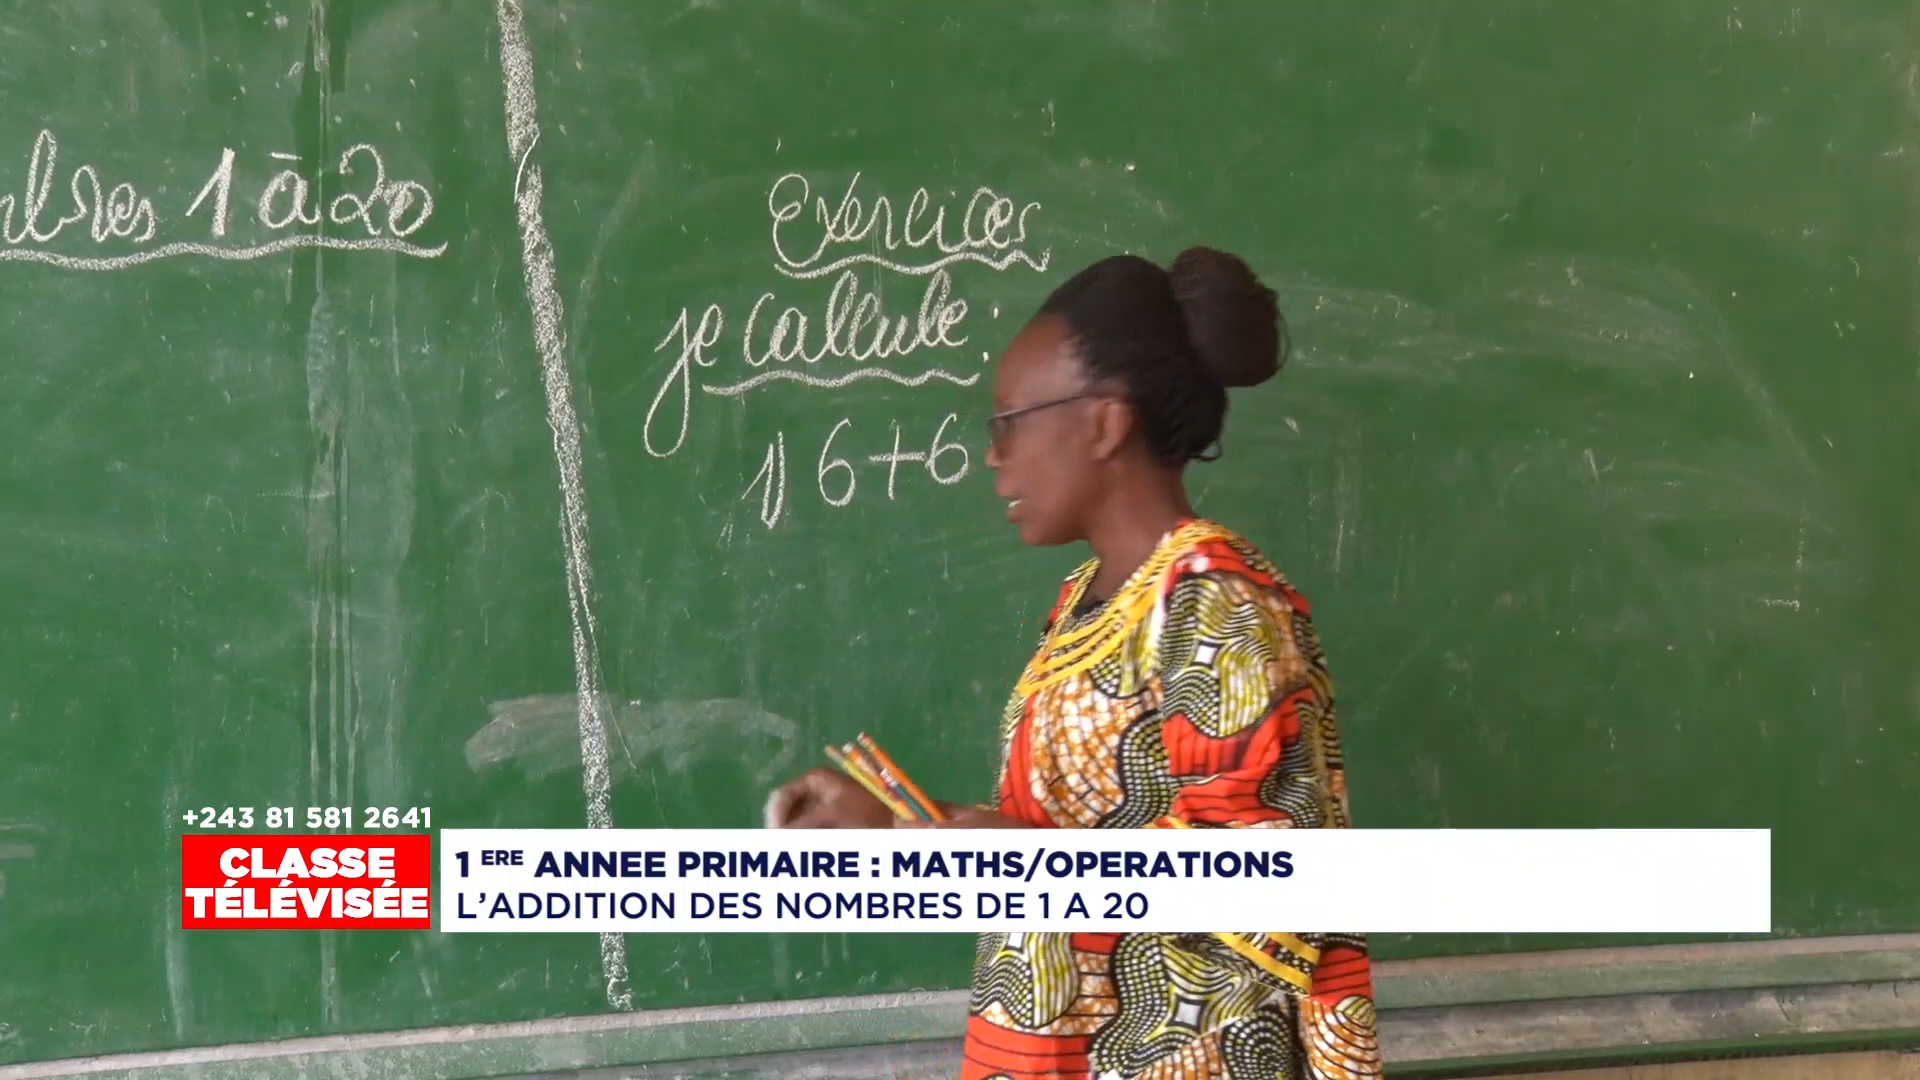 mbres 1 à 20
Exercices
je calcule :
1) 6+6
+243 81 581 2641
CLASSE
TÉLÉVISÉE
1 ERE ANNEE PRIMAIRE : MATHS/OPERATIONS
L’ADDITION DES NOMBRES DE 1 A 20